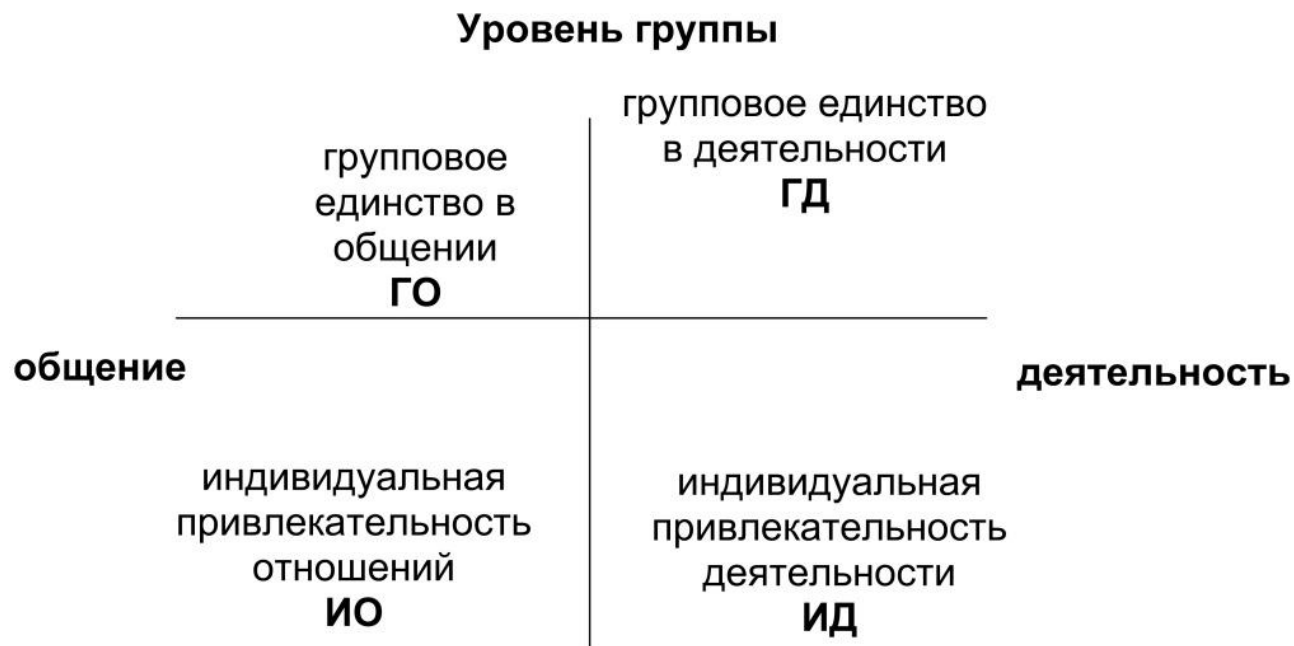 Уровень группы
групповое
единство в
общении
ГО
групповое единство
в деятельности
ГД
общение
деятельность
индивидуальная
привлекательность
отношений
ИО
индивидуальная
привлекательность
деятельности
ИД